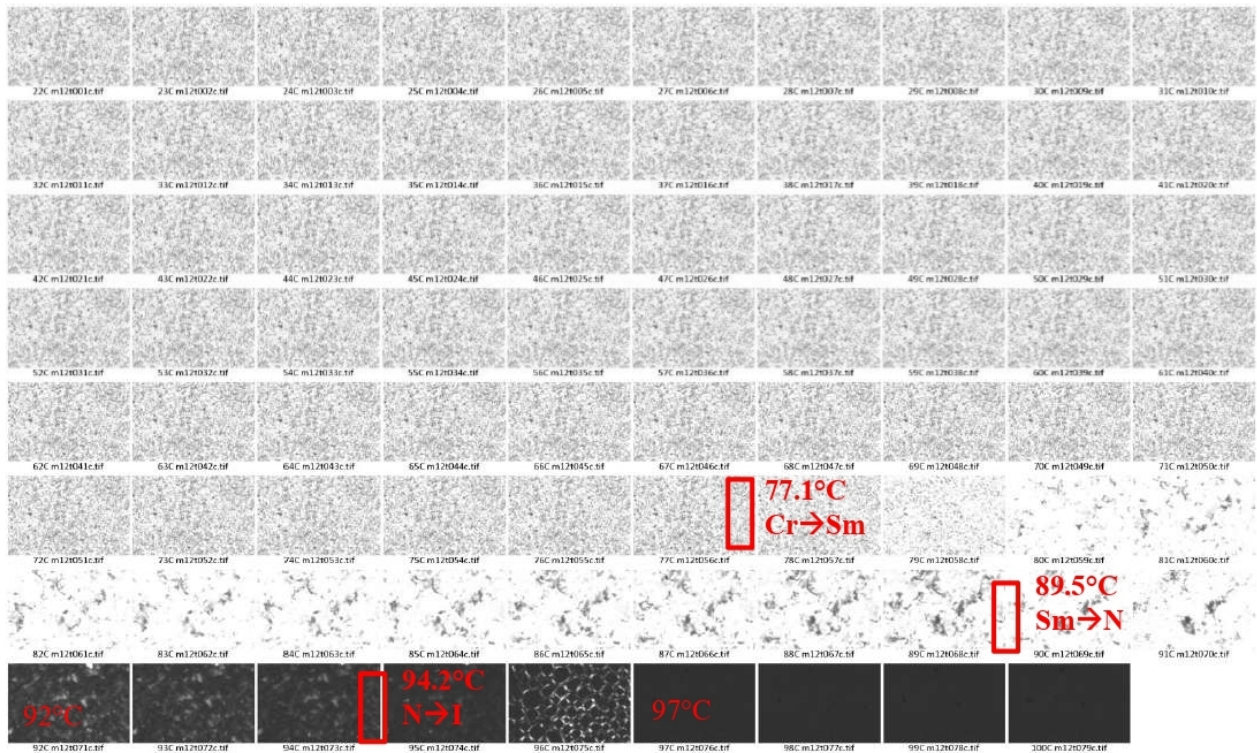 22C m12t001c.tif 23C m12t002c.tif 24C m12t003c.tif 25C m12t004c.tif 26C m12t005c.tif 27C m12t006c.tif 28C m12t007c.tif 29C m12t008c.tif 30C m12t009c.tif 31C m12t010c.tif
32C m12t011c.tif 33C m12t012c.tif 34C m12t013c.tif 35C m12t014c.tif 36C m12t015c.tif 37C m12t016c.tif 38C m12t017c.tif 39C m12t018c.tif 40C m12t019c.tif 41C m12t020c.tif
42C m12t021c.tif 43C m12t022c.tif 44C m12t023c.tif 45C m12t024c.tif 46C m12t025c.tif 47C m12t026c.tif 48C m12t027c.tif 49C m12t028c.tif 50C m12t029c.tif 51C m12t030c.tif
52C m12t031c.tif 53C m12t032c.tif 54C m12t033c.tif 55C m12t034c.tif 56C m12t035c.tif 57C m12t036c.tif 58C m12t037c.tif 59C m12t038c.tif 60C m12t039c.tif 61C m12t040c.tif
62C m12t041c.tif 63C m12t042c.tif 64C m12t043c.tif 65C m12t044c.tif 66C m12t045c.tif 67C m12t046c.tif 68C m12t047c.tif 69C m12t048c.tif 70C m12t049c.tif 71C m12t050c.tif
77.1°C
Cr→Sm
72C m12t051c.tif 73C m12t052c.tif 74C m12t053c.tif 75C m12t054c.tif 76C m12t055c.tif 77C m12t056c.tif 78C m12t057c.tif 79C m12t058c.tif 80C m12t059c.tif 81C m12t060c.tif
89.5°C
Sm→N
82C m12t061c.tif 83C m12t062c.tif 84C m12t063c.tif 85C m12t064c.tif 86C m12t065c.tif 87C m12t066c.tif 88C m12t067c.tif 89C m12t068c.tif 90C m12t069c.tif 91C m12t070c.tif
94.2°C
N→I
92°C
97°C
92C m12t071c.tif 93C m12t072c.tif 94C m12t073c.tif 95C m12t074c.tif 96C m12t075c.tif 97C m12t076c.tif 98C m12t077c.tif 99C m12t078c.tif 100C m12t079c.tif